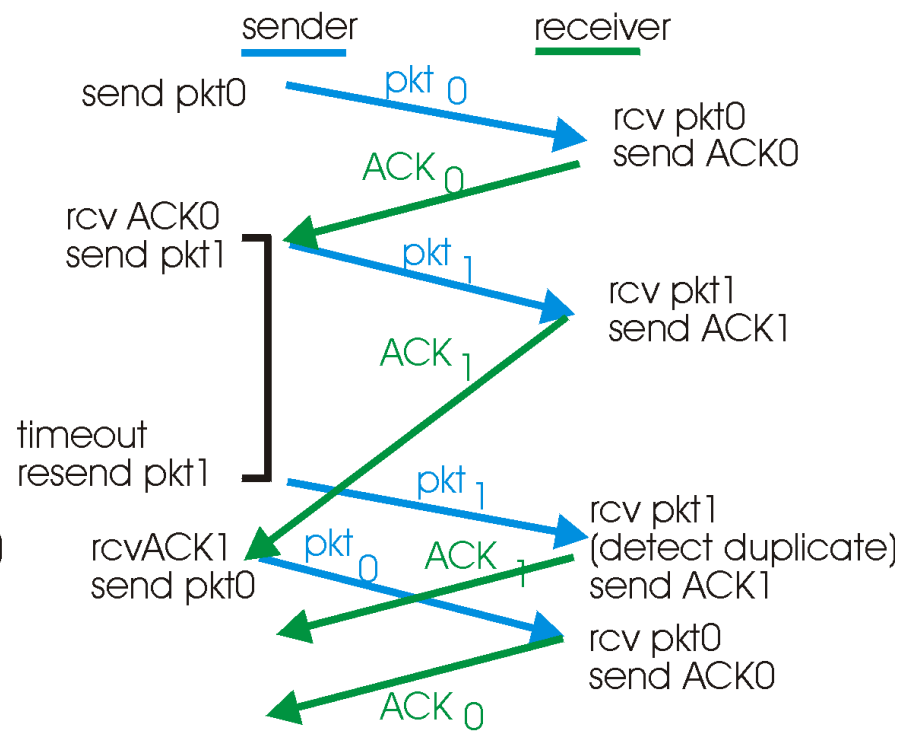 sender
receiver
send pkt0
pkt 0
rcv pkt0
send ACK0
ACK 0
rcv ACK0
send pkt1
pkt 1
rcv pkt1
send ACK1
ACK 1
timeout
resend pkt1
pkt 1
rcv pkt1
(detect duplicate)
send ACK1
)
rcvACK1
send pkt0
pkt 0
ACK 1
rcv pkt0
send ACK0
ACK 0